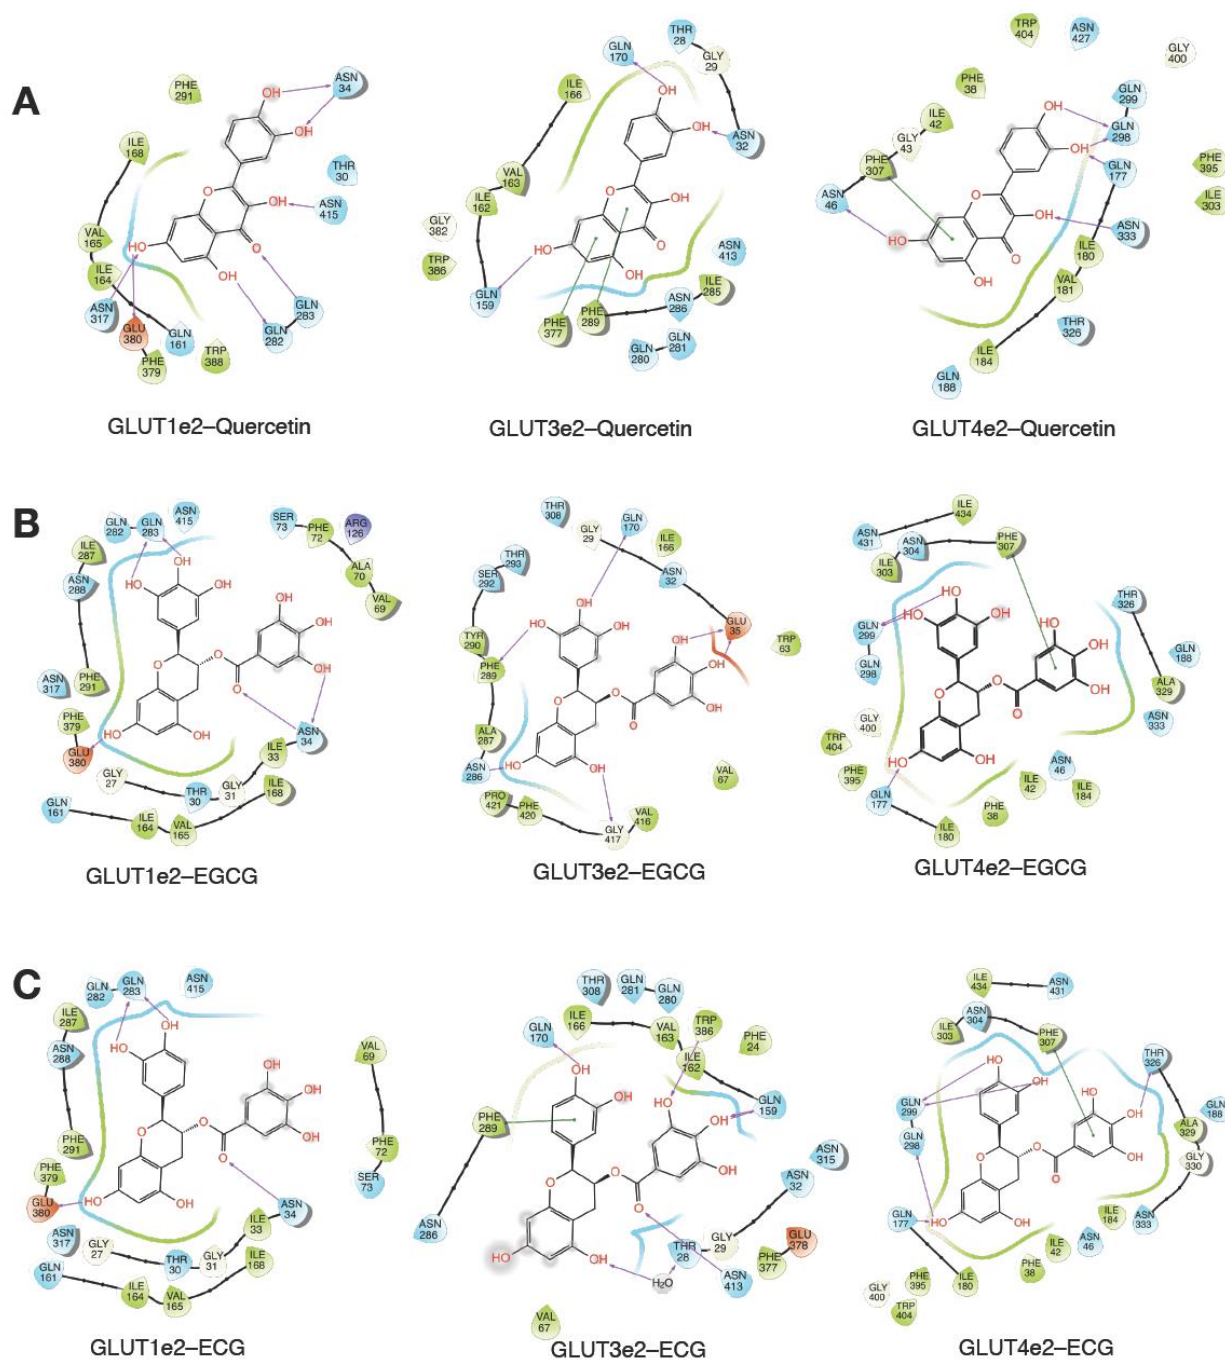 A
PHE 291
ASN 34
OH
OH
ILE 168
THR 30
ASN 415
O
OH
VAL 165
ILE 164
OH
O
OH
ASN 317
GLU 380
PHE 379
GLN 161
TRP 388
GLN 282
GLN 283
GLUT1e2–Quercetin
GLN 170
THR 28
GLY 29
ILE 166
OH
OH
ASN 32
VAL 163
ILE 162
GLY 382
TRP 386
O
OH
HO
O
OH
ASN 413
GLN 159
PHE 377
PHE 289
ASN 286
ILE 285
GLN 280
GLN 281
GLUT3e2–Quercetin
TRP 404
ASN 427
GLY 400
PHE 38
GLN 299
ILE 42
GLY 43
OH
GLN 298
OH
PHE 307
GLN 177
PHE 395
ASN 46
ILE 303
O
OH
ASN 333
HO
O
OH
ILE 180
VAL 181
THR 326
ILE 184
GLN 188
GLUT4e2–Quercetin
B
GLN 282
GLN 283
ASN 415
SER 73
PHE 72
ARG 126
ILE 287
ASN 288
ALA 70
VAL 69
OH
HO
OH
OH
OH
OH
O
O
O
ASN 317
PHE 291
PHE 379
GLU 380
HO
OH
ASN 34
ILE 33
GLY 27
THR 30
GLY 31
ILE 168
GLN 161
ILE 164
VAL 165
GLUT1e2–EGCG
THR 308
GLY 29
GLN 170
ILE 166
THR 293
SER 292
ASN 32
OH
HO
OH
GLU 35
TYR 290
PHE 289
OH
OH
OH
TRP 63
O
O
O
ALA 287
ASN 286
HO
OH
VAL 67
PRO 421
PHE 420
GLY 417
VAL 416
GLUT3e2–EGCG
ILE 434
ASN 431
ASN 304
PHE 307
ILE 303
HO
HO
OH
GLN 299
GLN 298
THR 326
HO
OH
OH
GLN 188
ALA 329
ASN 333
O
O
O
GLY 400
TRP 404
PHE 395
HO
OH
GLN 177
ILE 180
PHE 38
ILE 42
ASN 46
ILE 184
GLUT4e2–EGCG
C
GLN 282
GLN 283
ASN 415
ILE 287
ASN 288
OH
HO
VAL 69
OH
OH
OH
PHE 291
O
O
O
PHE 72
SER 73
PHE 379
GLU 380
HO
OH
ASN 34
ILE 33
ASN 317
GLY 27
THR 30
GLY 31
ILE 168
GLN 161
ILE 164
VAL 165
GLUT1e2–ECG
THR 308
GLN 281
GLN 280
ILE 166
VAL 163
TRP 386
PHE 24
GLN 170
ILE 162
OH
OH
HO
OH
GLN 159
PHE 289
OH
O
O
O
ASN 315
ASN 32
ASN 286
HO
OH
THR 28
GLY 29
GLU 378
PHE 377
H₂O
ASN 413
VAL 67
GLUT3e2–ECG
ILE 434
ASN 431
ASN 304
ILE 303
PHE 307
HO
OH
THR 326
GLN 299
HO
OH
OH
GLN 188
ALA 329
GLY 330
GLN 298
O
O
O
GLN 177
HO
OH
ILE 184
ASN 333
ILE 42
ASN 46
PHE 38
ILE 180
PHE 395
GLY 400
TRP 404
GLUT4e2–ECG